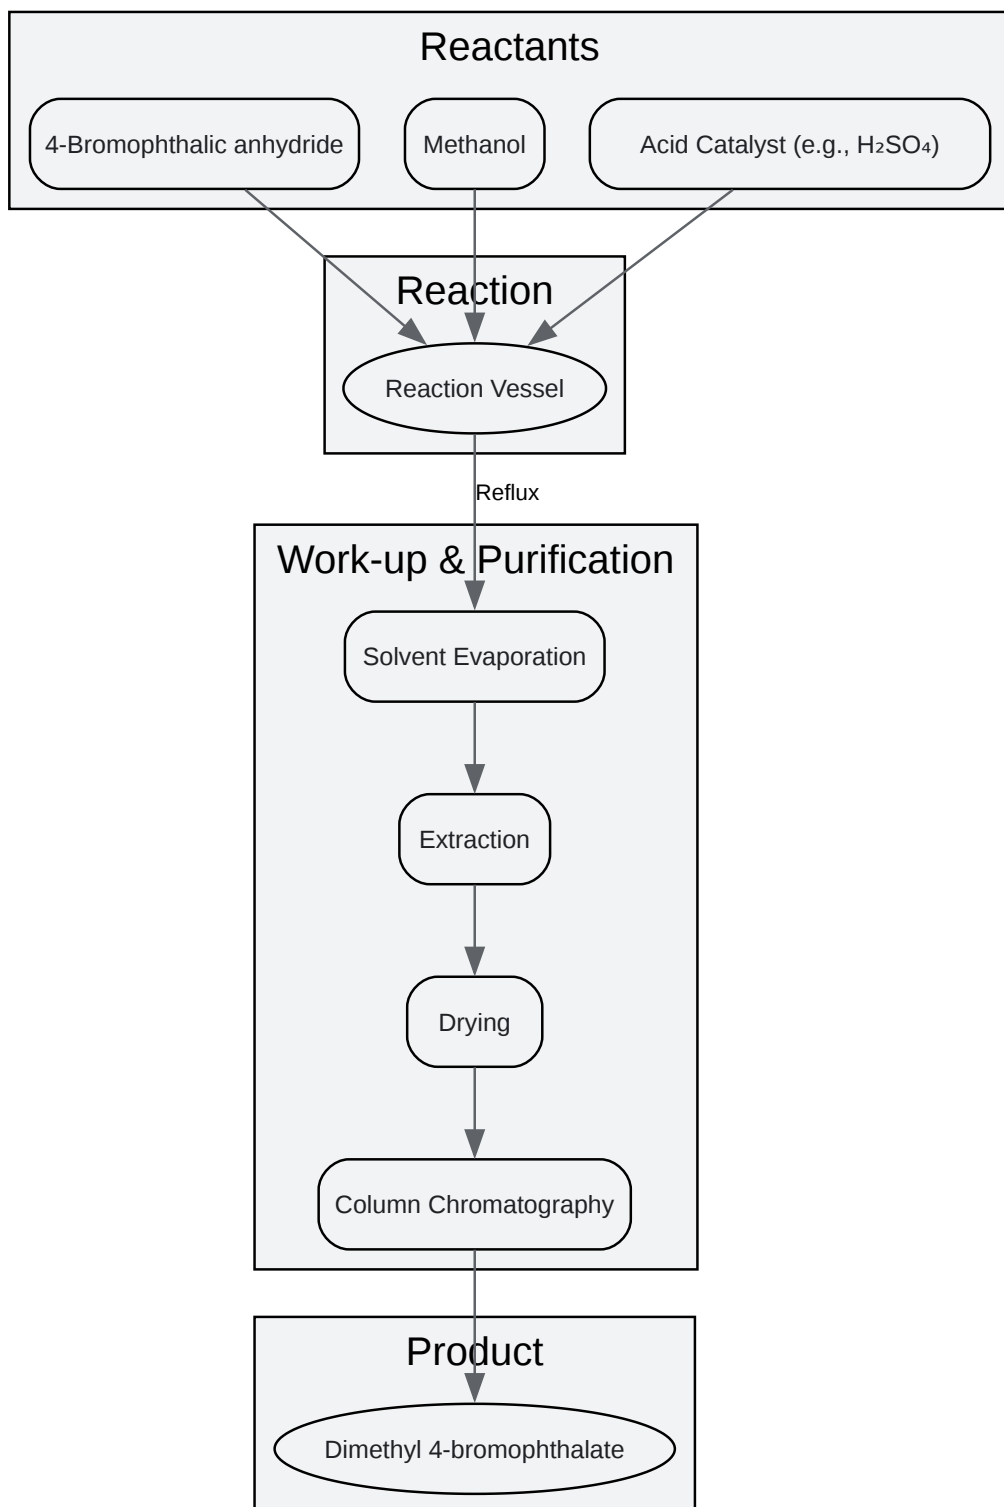 Reactants
4-Bromophthalic anhydride
Methanol
Acid Catalyst (e.g., H₂SO₄)
Reaction
Reaction Vessel
Reflux
Work-up & Purification
Solvent Evaporation
Extraction
Drying
Column Chromatography
Product
Dimethyl 4-bromophthalate